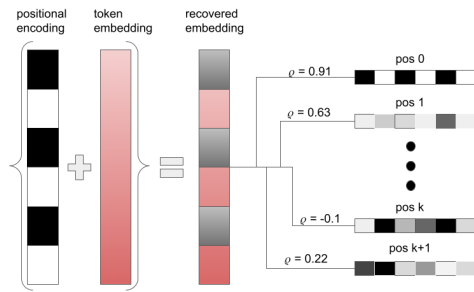 positional
encoding
token
embedding
recovered
embedding
pos 0
ϱ = 0.91
pos 1
ϱ = 0.63
pos k
ϱ = -0.1
pos k+1
ϱ = 0.22